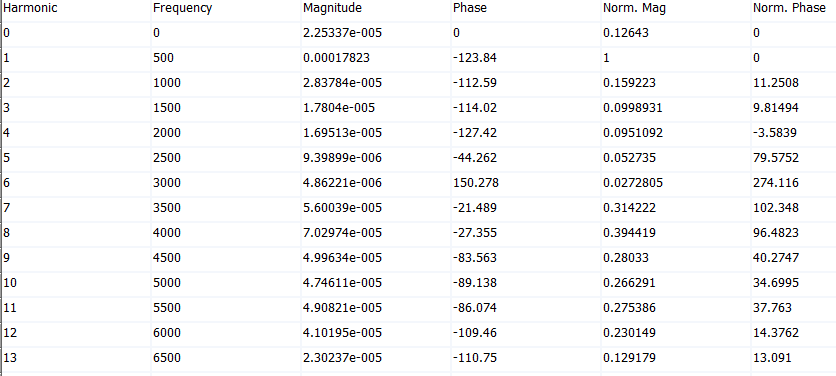 Harmonic Frequency Magnitude Phase Norm. Mag Norm. Phase
0 0 2.25337e-005 0 0.12643 0
1 500 0.00017823 -123.84 1 0
2 1000 2.83784e-005 -112.59 0.159223 11.2508
3 1500 1.7804e-005 -114.02 0.0998931 9.81494
4 2000 1.69513e-005 -127.42 0.0951092 -3.5839
5 2500 9.39899e-006 -44.262 0.052735 79.5752
6 3000 4.86221e-006 150.278 0.0272805 274.116
7 3500 5.60039e-005 -21.489 0.314222 102.348
8 4000 7.02974e-005 -27.355 0.394419 96.4823
9 4500 4.99634e-005 -83.563 0.28033 40.2747
10 5000 4.74611e-005 -89.138 0.266291 34.6995
11 5500 4.90821e-005 -86.074 0.275386 37.763
12 6000 4.10195e-005 -109.46 0.230149 14.3762
13 6500 2.30237e-005 -110.75 0.129179 13.091